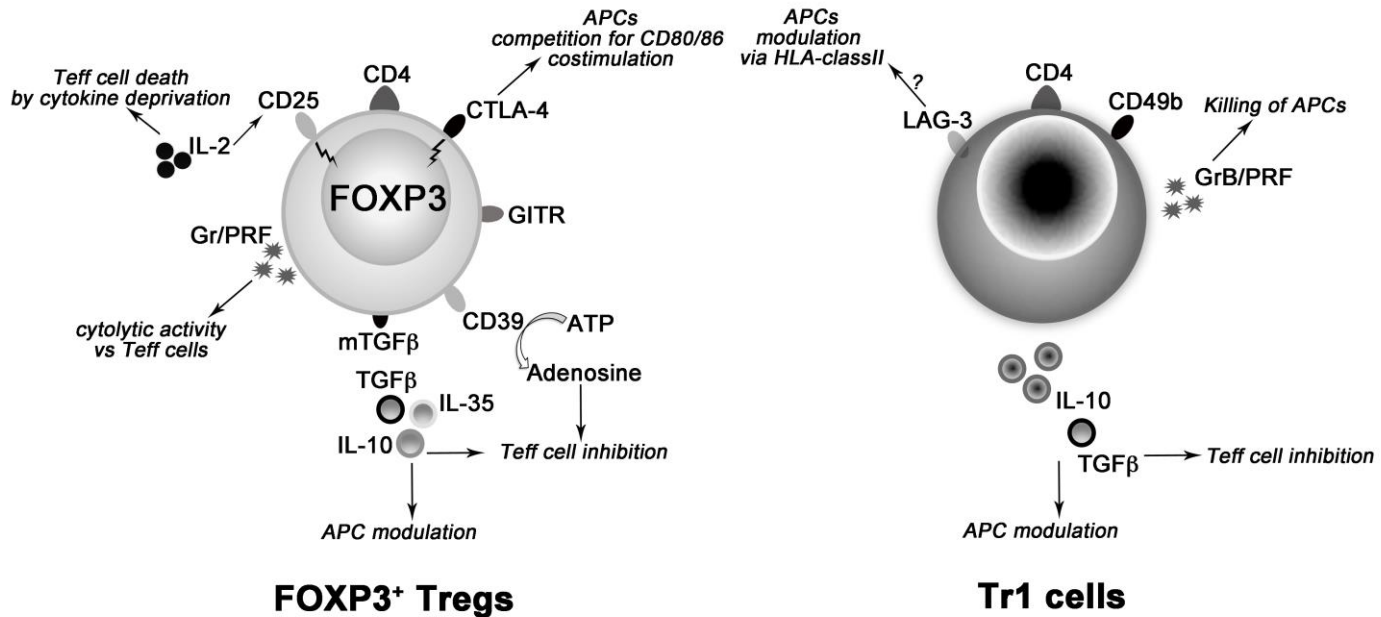 APCs
competition for CD80/86
costimulation
Teff cell death
by cytokine deprivation
CD25
CD4
CTLA-4
IL-2
FOXP3
GITR
Gr/PRF
cytolytic activity
vs Teff cells
CD39
ATP
mTGFβ
Adenosine
TGFβ
IL-35
IL-10
Teff cell inhibition
APC modulation
FOXP3⁺ Tregs
APCs
modulation
via HLA-classII
?
LAG-3
CD4
CD49b
Killing of APCs
GrB/PRF
IL-10
TGFβ
Teff cell inhibition
APC modulation
Tr1 cells